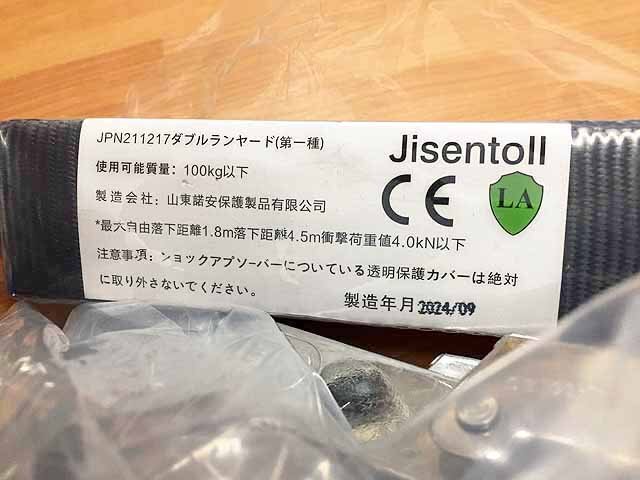 JPN211217ダブルランヤード(第一種)
Jisentoll
使用可能質量：100kg以下
CE
LA
製造会社：山東諾安保護製品有限公司
*最大自由落下距離1.8m落下距離4.5m衝撃荷重値4.0kN以下
注意事項：ショックアブソーバーについている透明保護カバーは絶対
に取り外さないでください。
製造年月2024/09